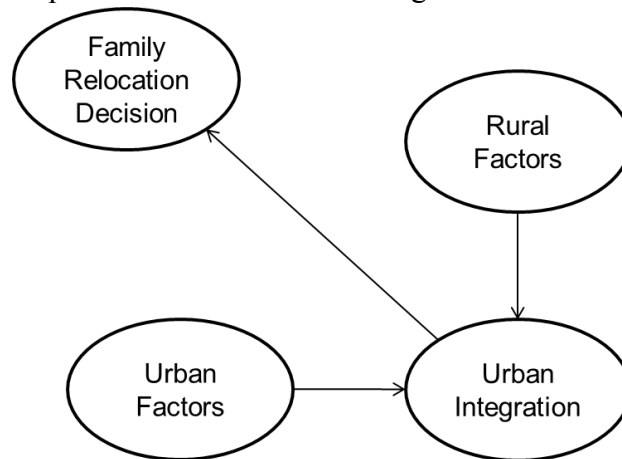 Family
Relocation
Decision
Rural
Factors
Urban
Factors
Urban
Integration